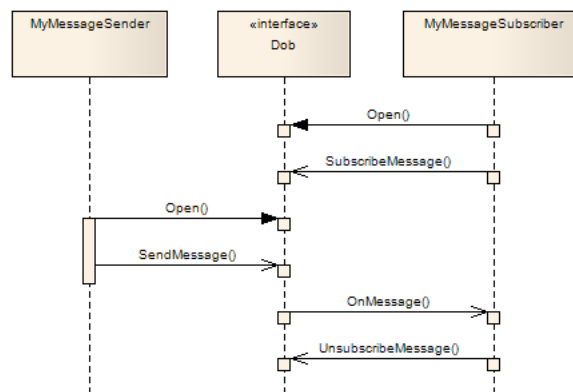 MyMessageSender
«interface»
Dob
MyMessageSubscriber
Open()
SubscribeMessage()
Open()
SendMessage()
OnMessage()
UnsubscribeMessage()